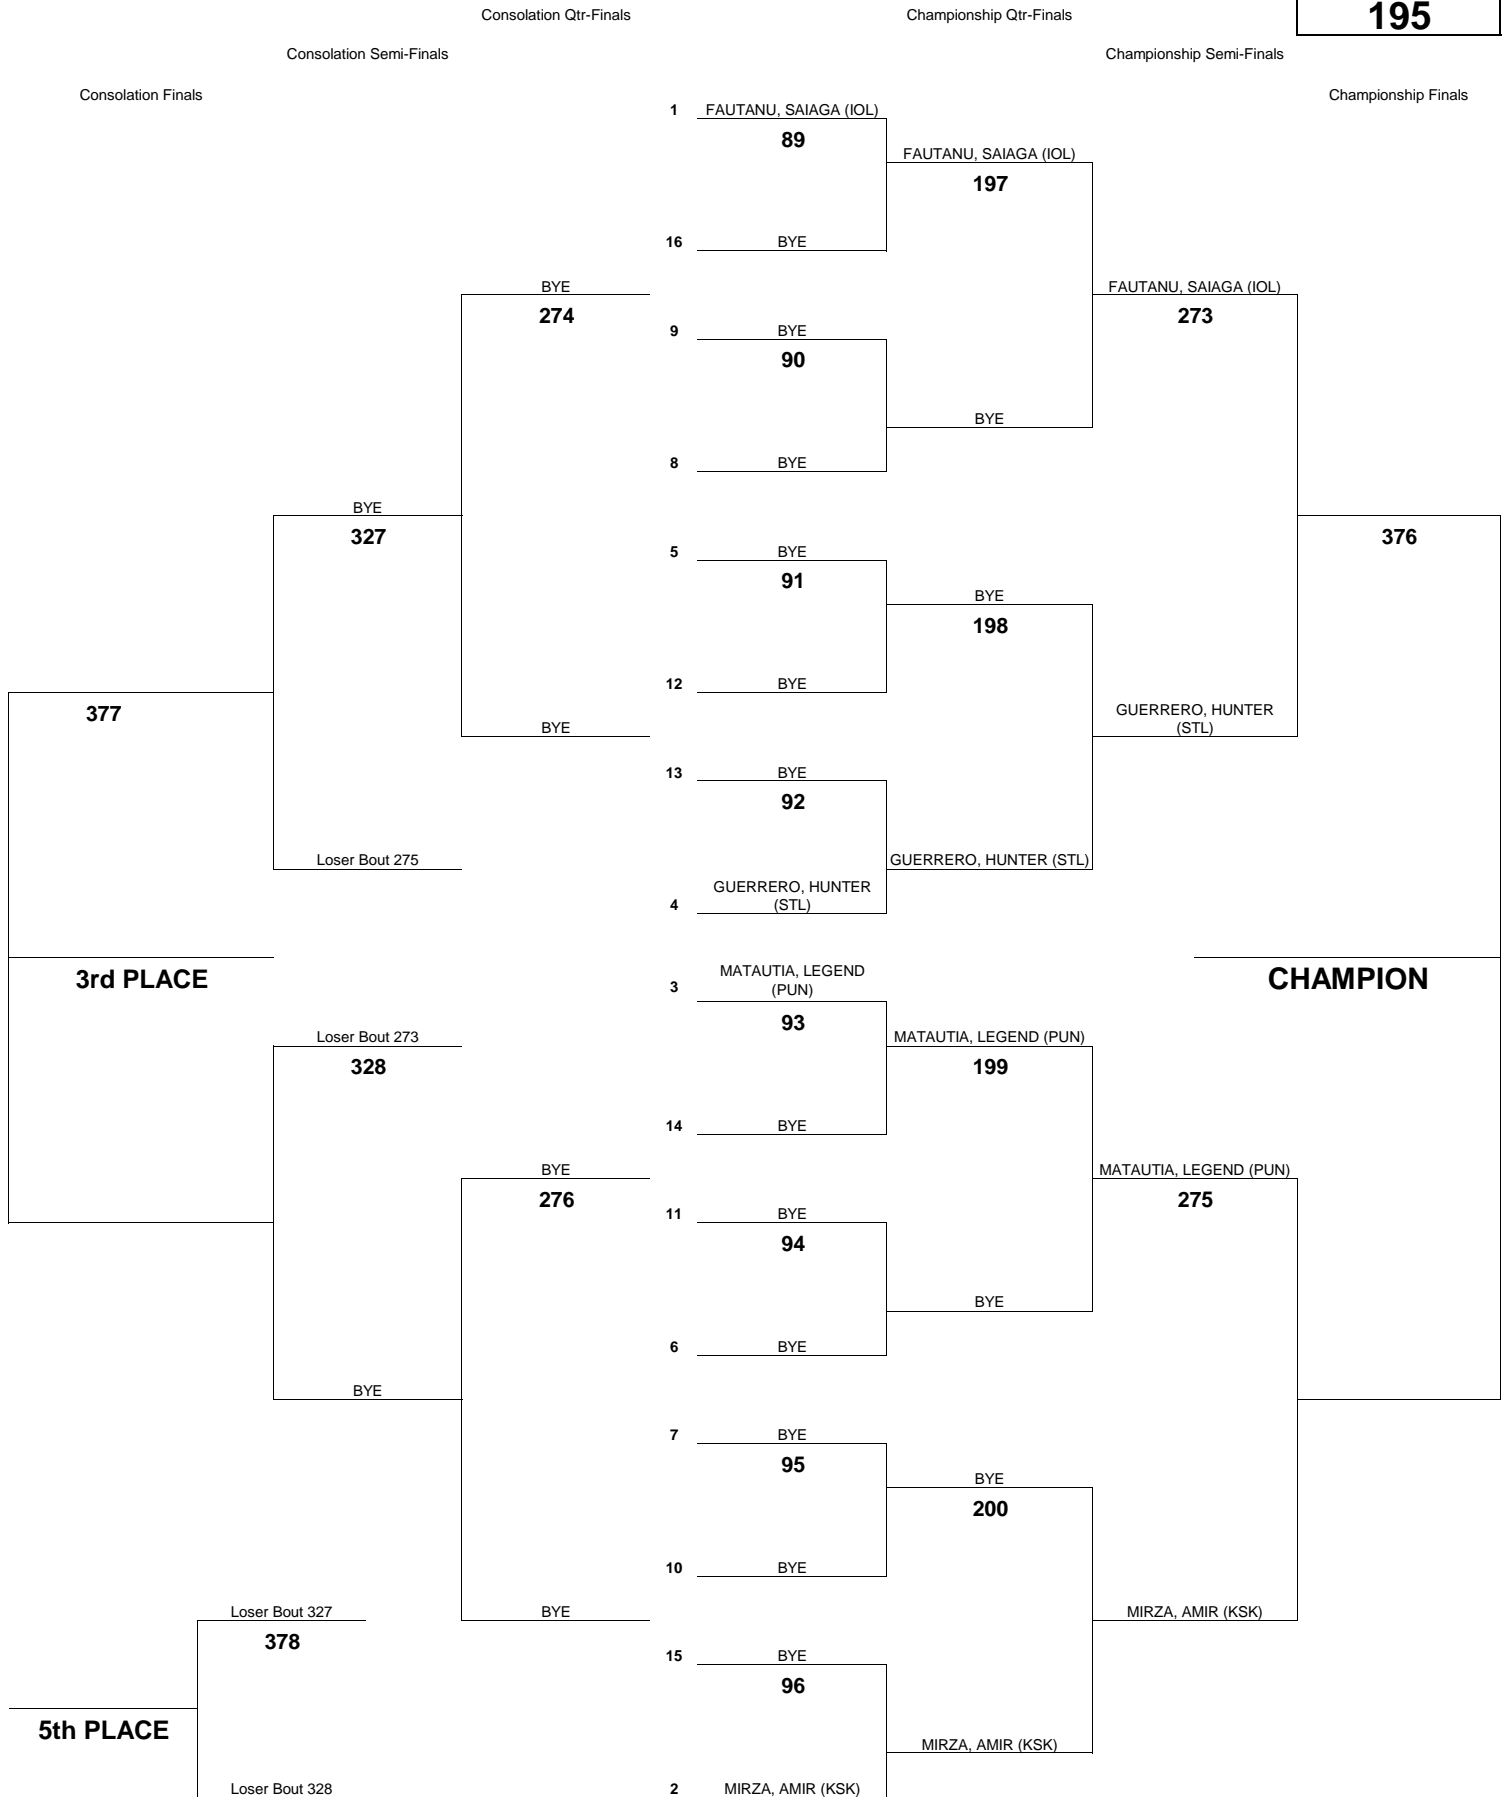 Consolation Qtr-Finals
Championship Qtr-Finals
195
Consolation Semi-Finals
Championship Semi-Finals
Consolation Finals
Championship Finals
1 FAUTANU, SAIAGA (IOL)
89
FAUTANU, SAIAGA (IOL)
197
16 BYE
BYE
274
FAUTANU, SAIAGA (IOL)
273
9 BYE
90
BYE
8 BYE
BYE
327
376
5 BYE
91
BYE
198
12 BYE
377
GUERRERO, HUNTER
(STL)
BYE
13 BYE
92
Loser Bout 275
GUERRERO, HUNTER (STL)
GUERRERO, HUNTER
4 (STL)
3rd PLACE
CHAMPION
MATAUTIA, LEGEND
3 (PUN)
93
Loser Bout 273
328
MATAUTIA, LEGEND (PUN)
199
14 BYE
BYE
276
MATAUTIA, LEGEND (PUN)
275
11 BYE
94
BYE
6 BYE
BYE
7 BYE
95
BYE
200
10 BYE
Loser Bout 327
378
BYE
MIRZA, AMIR (KSK)
15 BYE
96
5th PLACE
MIRZA, AMIR (KSK)
Loser Bout 328
2 MIRZA, AMIR (KSK)